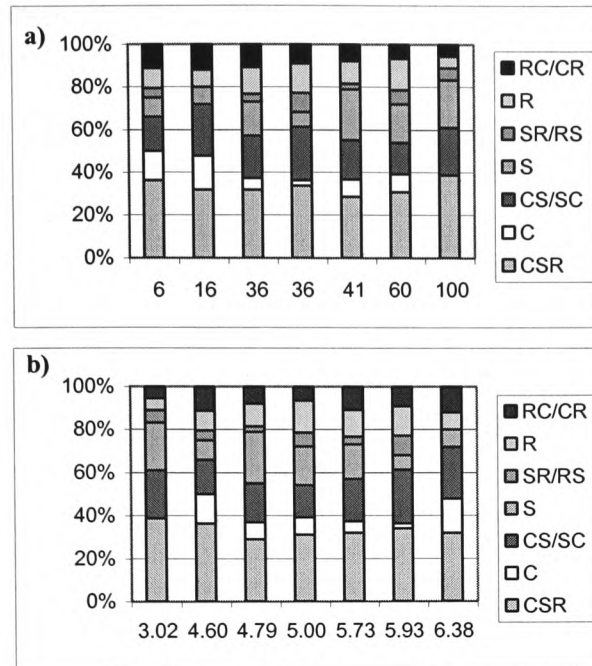 a)
100%
80%
60%
40%
20%
0%
6 16 36 36 41 60 100
RC/CR
R
SR/RS
S
CS/SC
C
CSR
b)
100%
80%
60%
40%
20%
0%
3.02 4.60 4.79 5.00 5.73 5.93 6.38
RC/CR
R
SR/RS
S
CS/SC
C
CSR